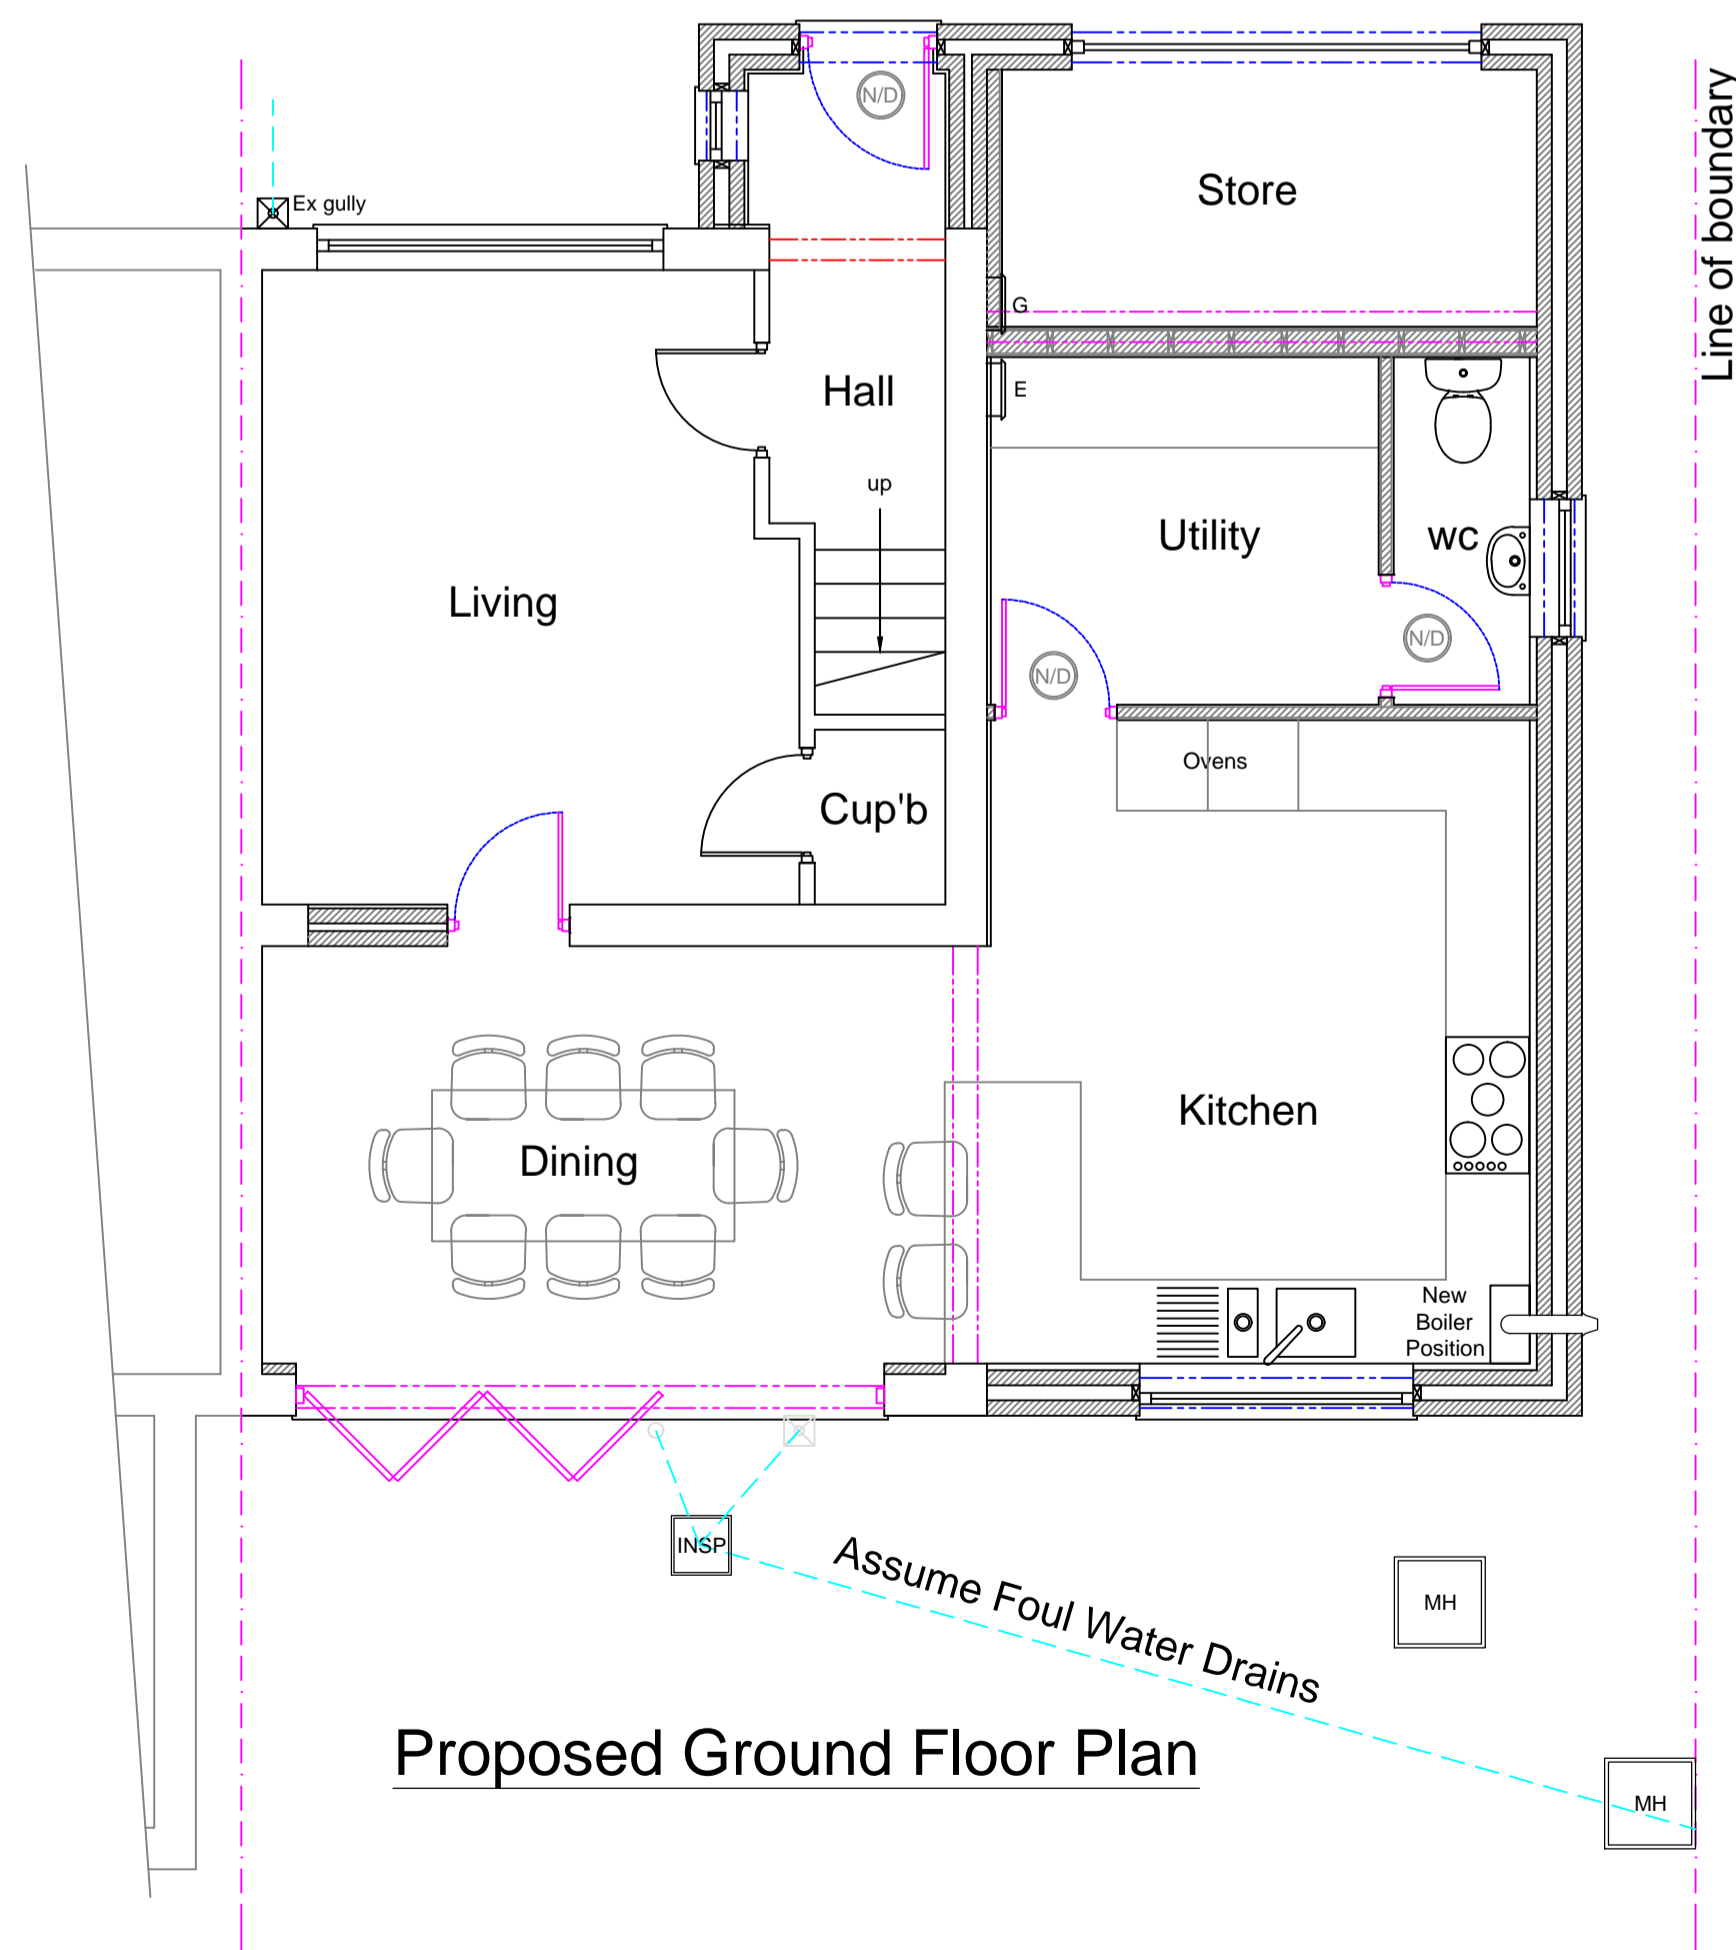 N/D
Line of boundary
Store
Ex gully
G
Hall
E
up
Utility
wc
Living
N/D
N/D
Ovens
Cup'b
Kitchen
Dining
New
Boiler
Position
INSP
Assume Foul Water Drains
MH
Proposed Ground Floor Plan
MH